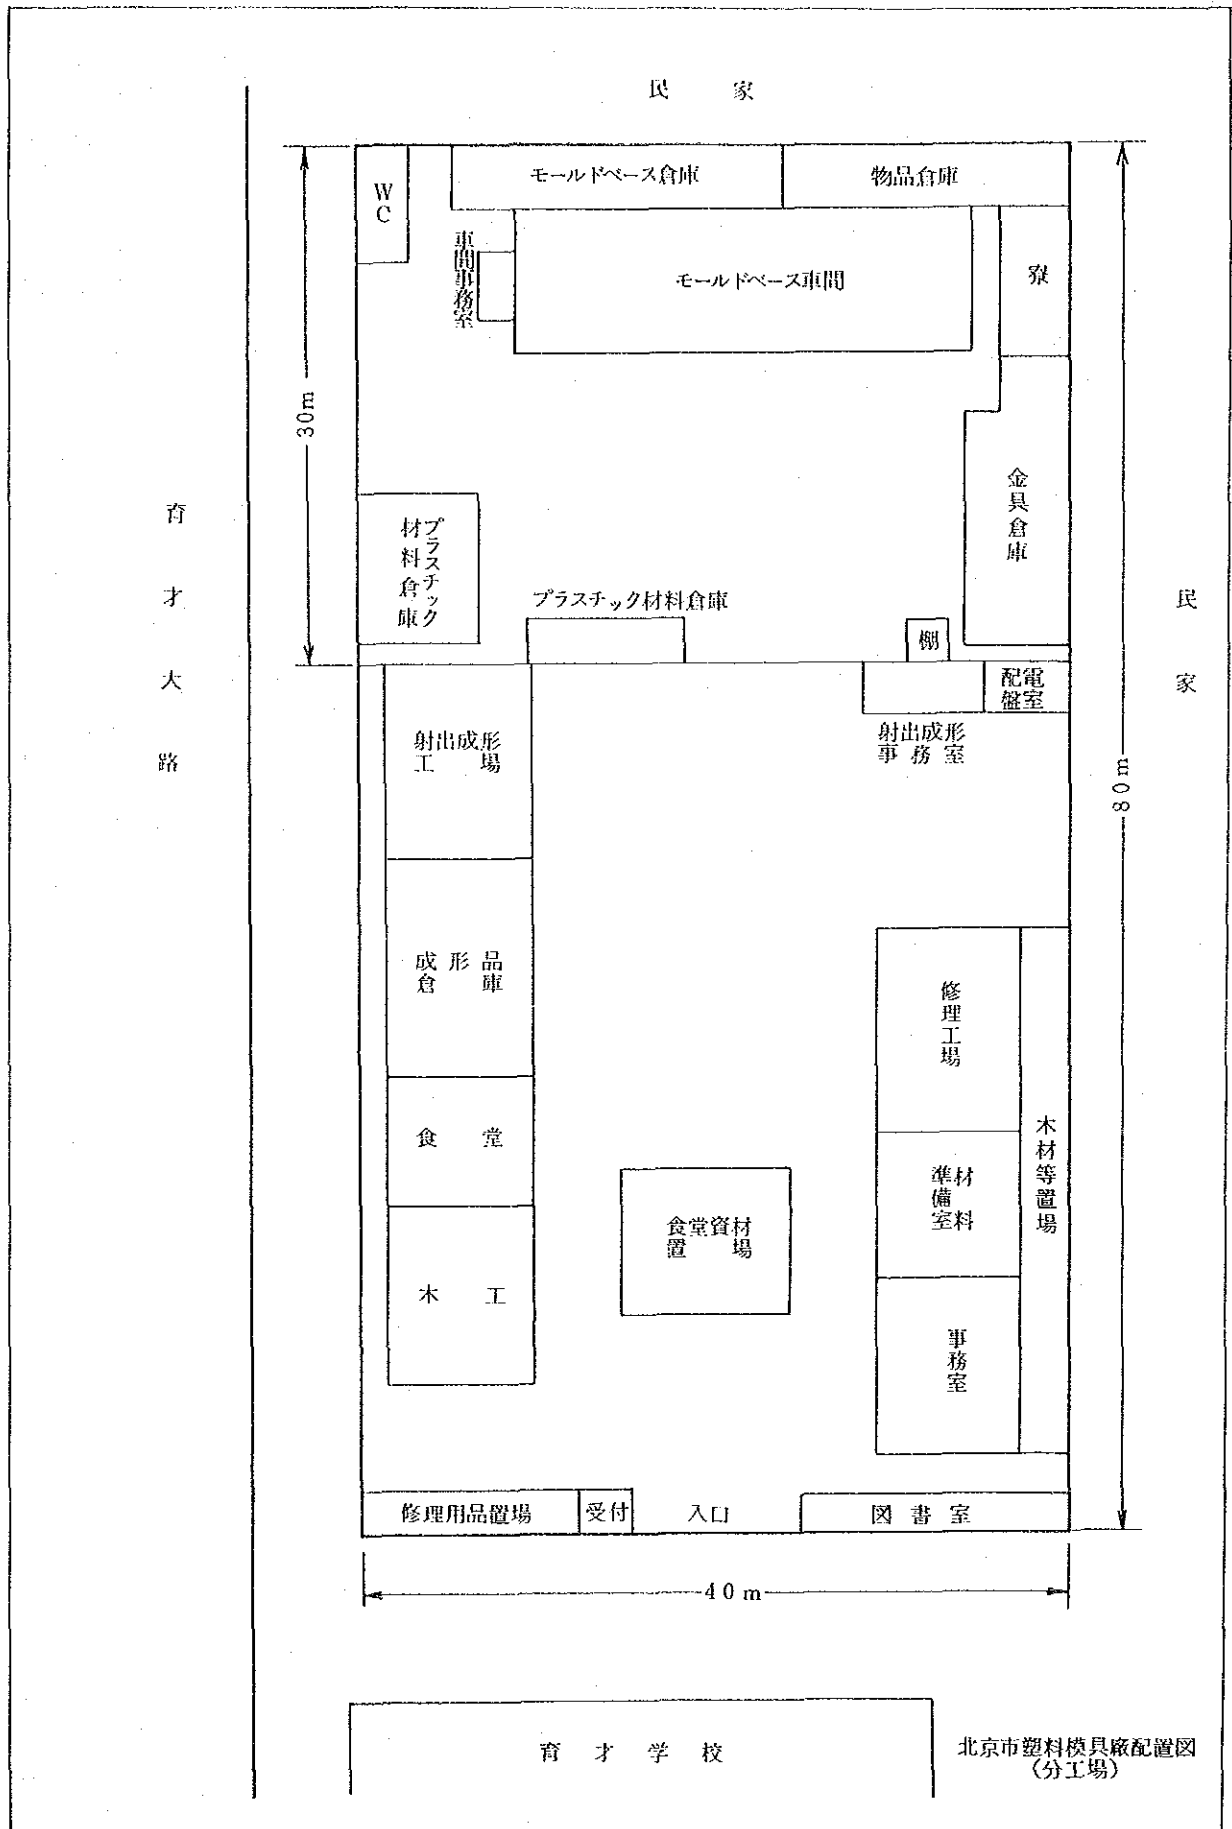 民家
モールドベース倉庫
物品倉庫
WC
車間事務室
モールドベース車間
寮
30m
金具倉庫
育才大路
プラスチック
材料倉庫
プラスチック材料倉庫
棚
民家
配電
盤室
射出成形
工場
射出成形
事務室
80m
成形品
倉庫
修理工場
木材等置場
食堂
材料
準備室
食堂資材
置場
木工
事務室
修理用品置場
受付
入口
図書室
40m
育才学校
北京市塑料模具廠配置図
(分工場)